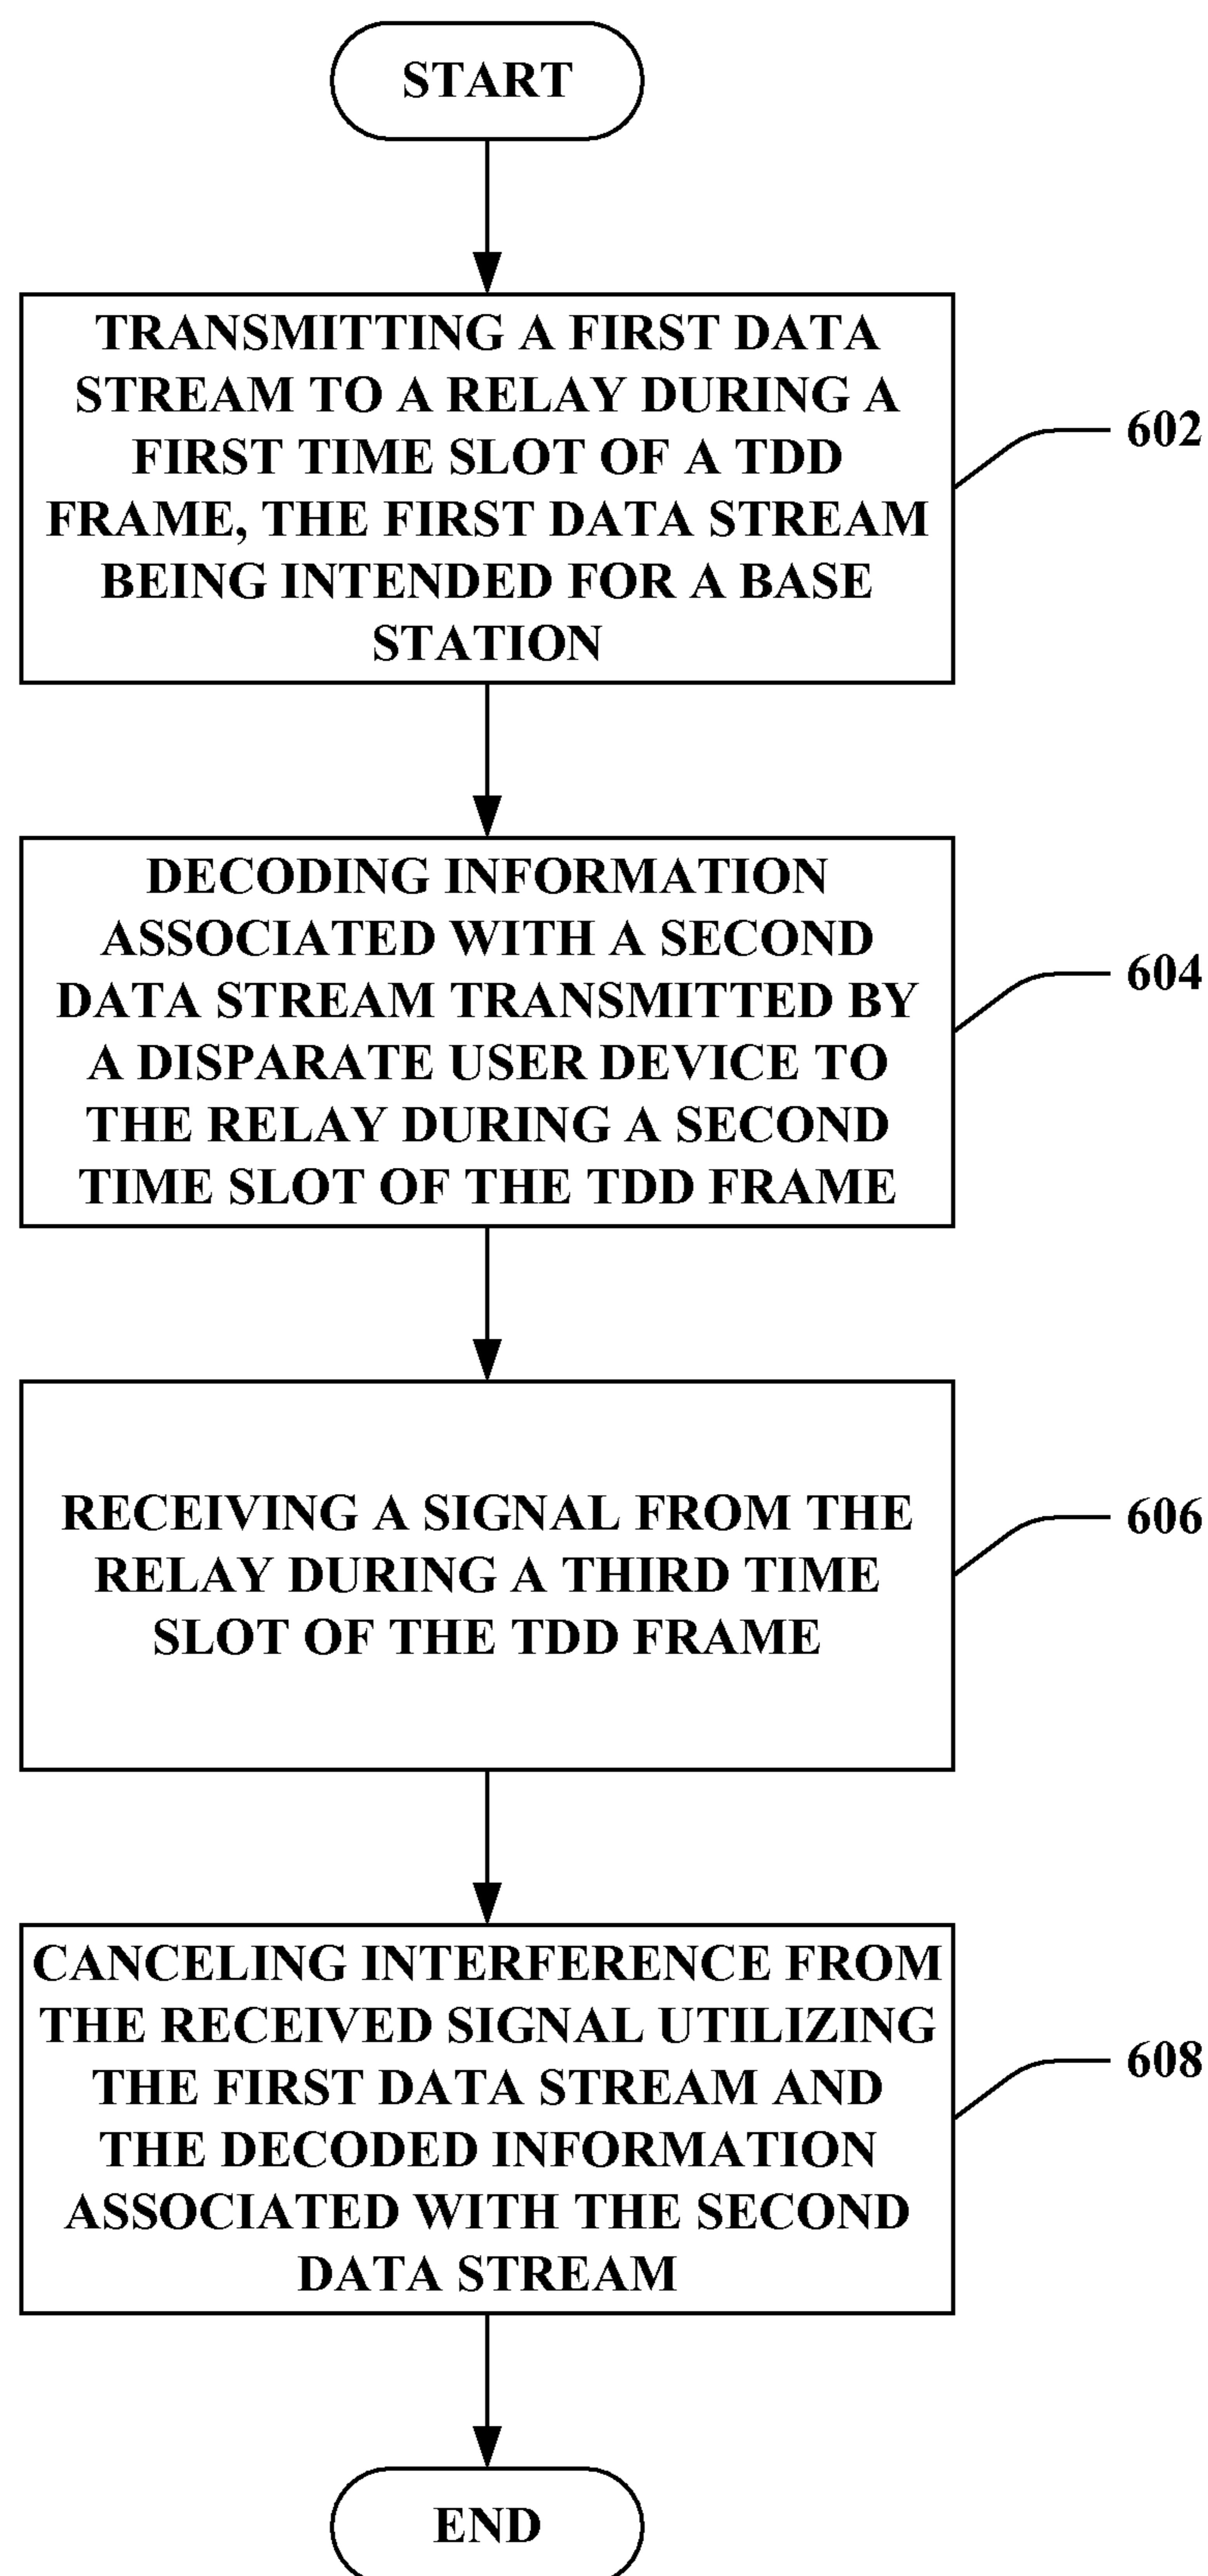 START
TRANSMITTING A FIRST DATA
STREAM TO A RELAY DURING A
FIRST TIME SLOT OF A TDD
FRAME, THE FIRST DATA STREAM
BEING INTENDED FOR A BASE
STATION
602
DECODING INFORMATION
ASSOCIATED WITH A SECOND
DATA STREAM TRANSMITTED BY
A DISPARATE USER DEVICE TO
THE RELAY DURING A SECOND
TIME SLOT OF THE TDD FRAME
604
RECEIVING A SIGNAL FROM THE
RELAY DURING A THIRD TIME
SLOT OF THE TDD FRAME
606
CANCELING INTERFERENCE FROM
THE RECEIVED SIGNAL UTILIZING
THE FIRST DATA STREAM AND
THE DECODED INFORMATION
ASSOCIATED WITH THE SECOND
DATA STREAM
608
END